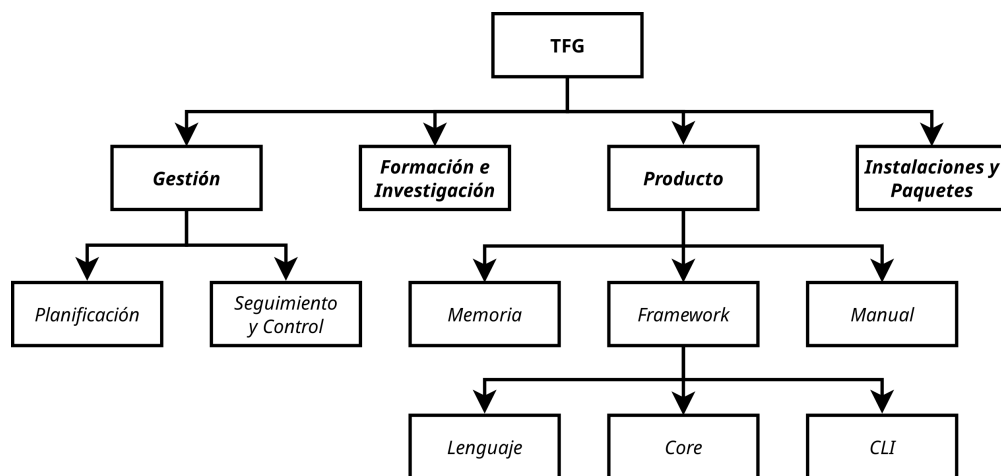 TFG
Gestión
Formación e
Investigación
Producto
Instalaciones y
Paquetes
Planificación
Seguimiento
y Control
Memoria
Framework
Manual
Lenguaje
Core
CLI